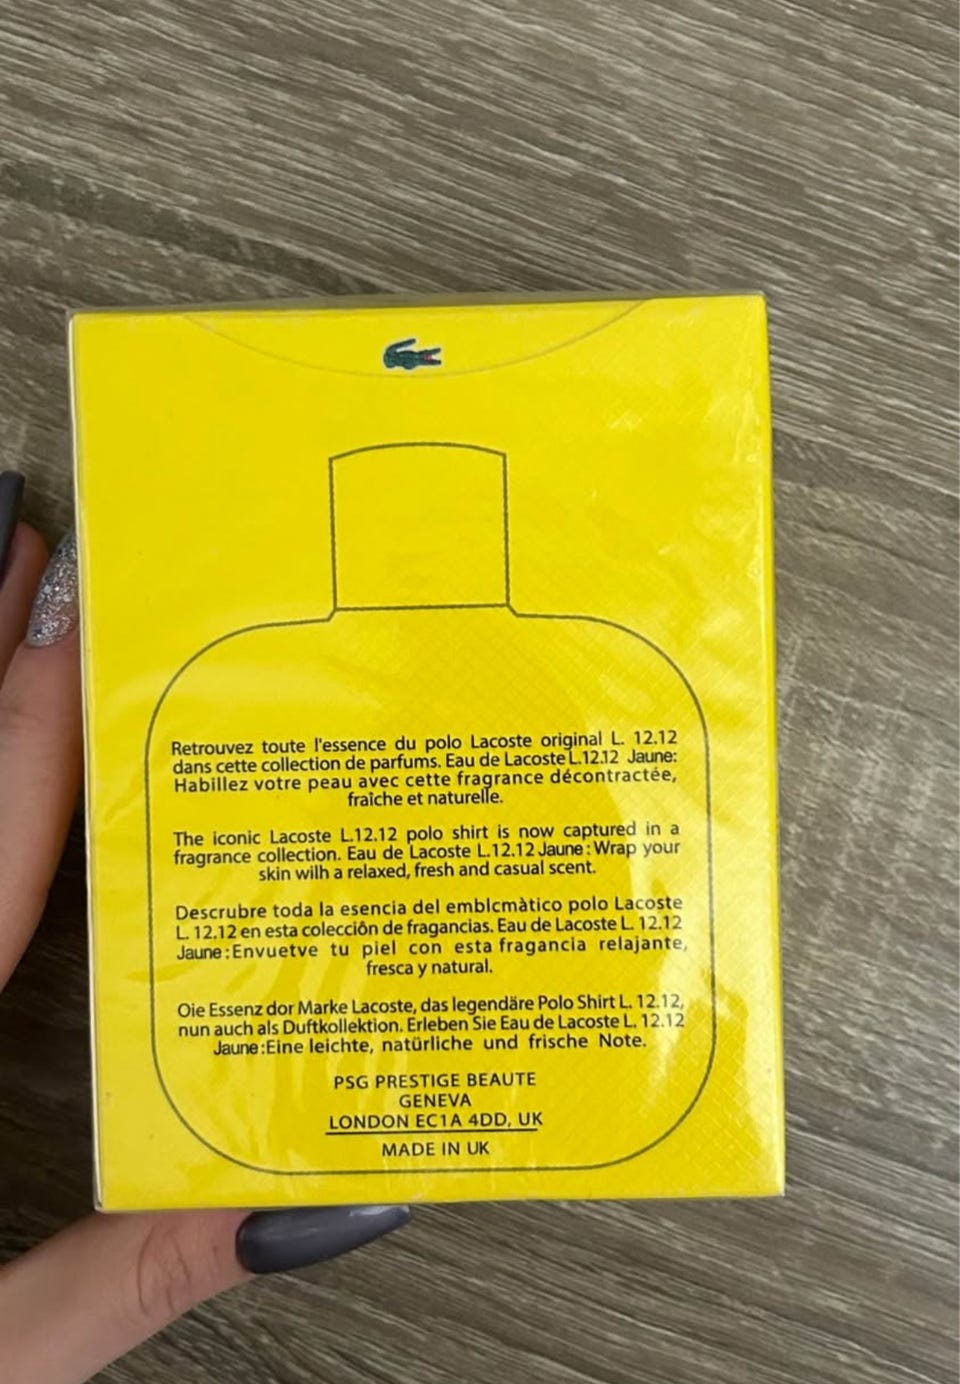 Retrouvez toute l'essence du polo Lacoste original L. 12.12
dans cette collection de parfums. Eau de Lacoste L.12.12 Jaune:
Habillez votre peau avec cette fragrance décontractée,
fraîche et naturelle.
The iconic Lacoste L.12.12 polo shirt is now captured in a
fragrance collection. Eau de Lacoste L.12.12 Jaune : Wrap your
skin wilh a relaxed, fresh and casual scent.
Descrubre toda la esencia del emblcmàtico polo Lacoste
L. 12.12 en esta colección de fragancias. Eau de Lacoste L. 12.12
Jaune : Envuetve tu piel con esta fragancia relajante,
fresca y natural.
Oie Essenz dor Marke Lacoste, das legendäre Polo Shirt L. 12.12,
nun auch als Duftkollektion. Erleben Sie Eau de Lacoste L. 12.12
Jaune :Eine leichte, natürliche und frische Note.
PSG PRESTIGE BEAUTE
GENEVA
LONDON EC1A 4DD, UK
MADE IN UK